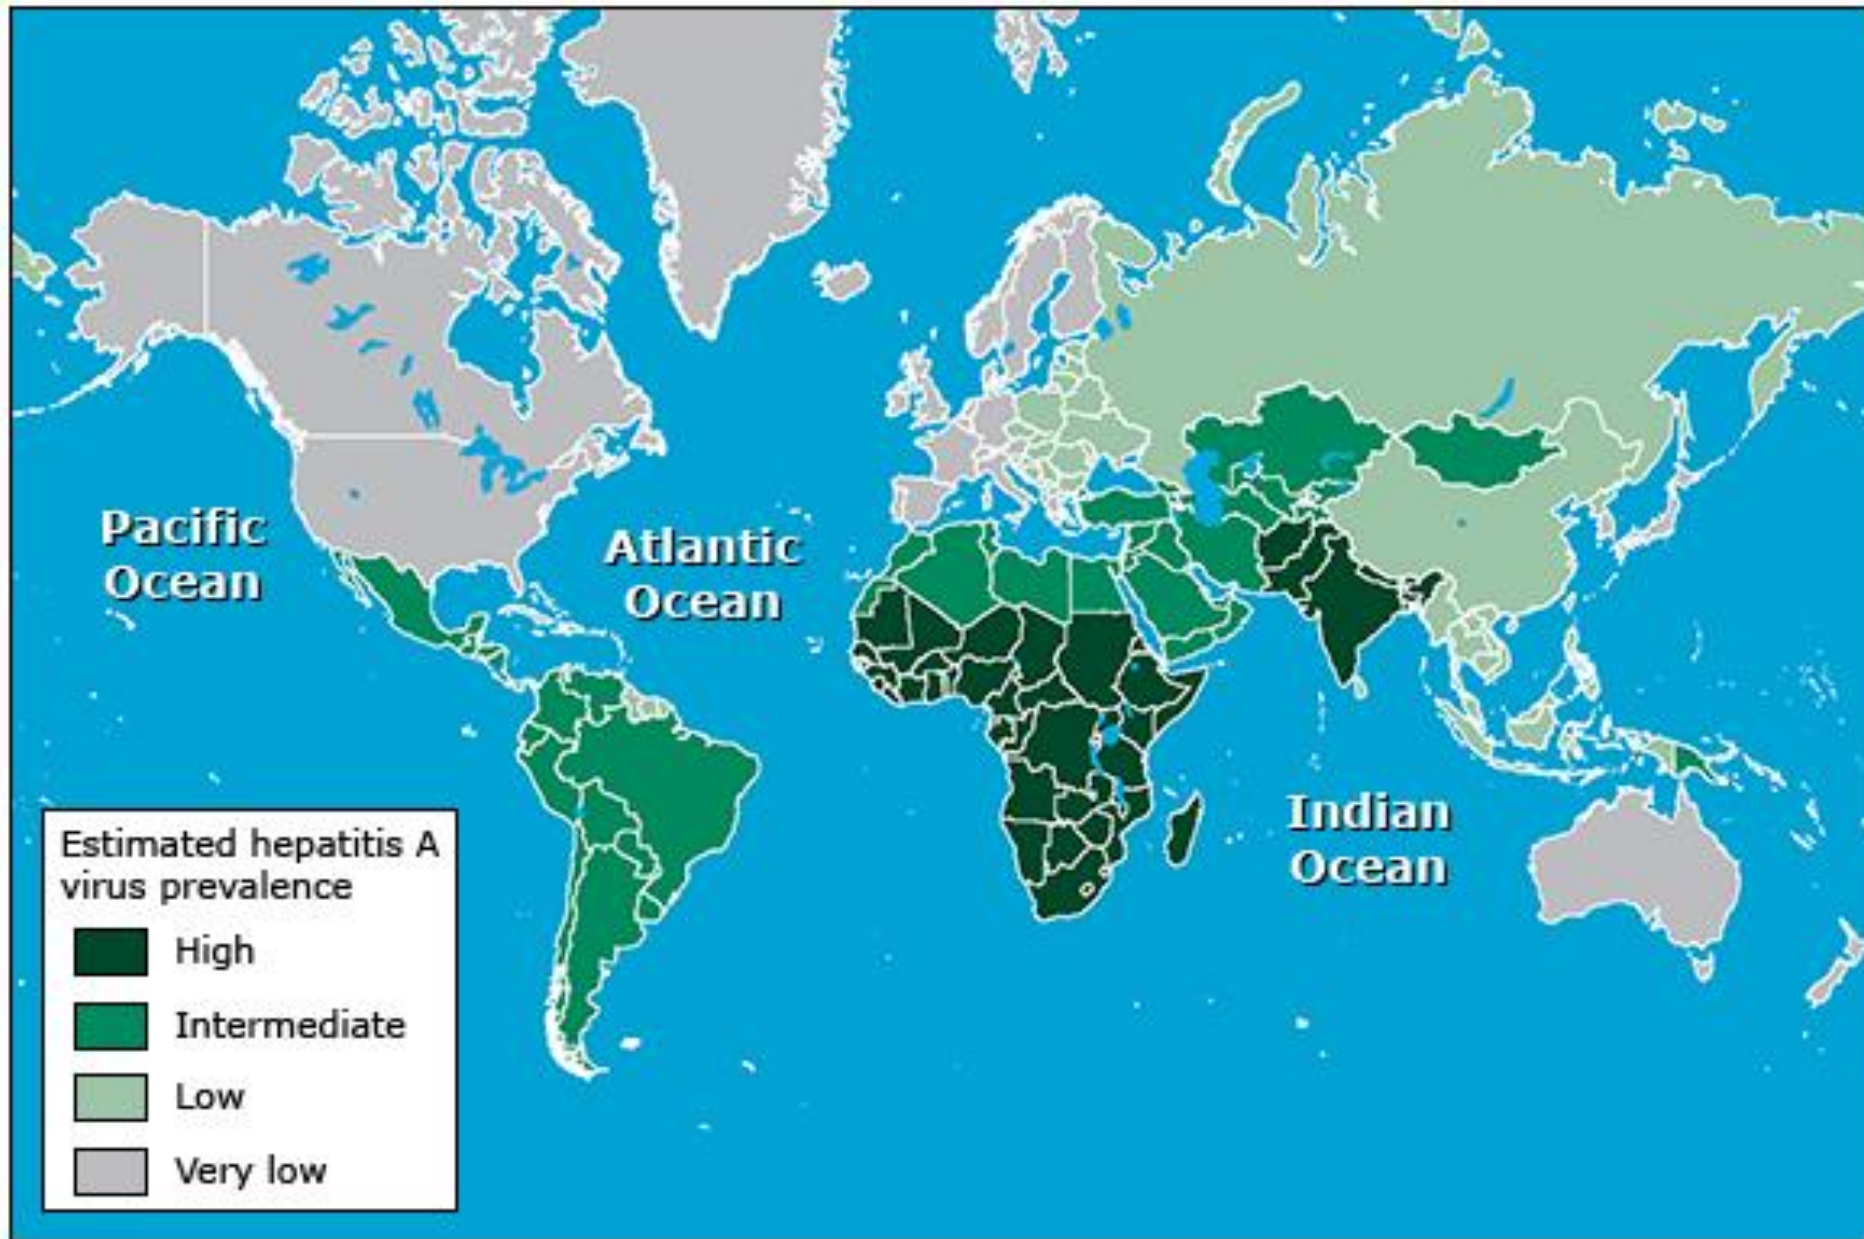 Pacific
Ocean
Atlantic
Ocean
Indian
Ocean
Estimated hepatitis A
virus prevalence
High
Intermediate
Low
Very low